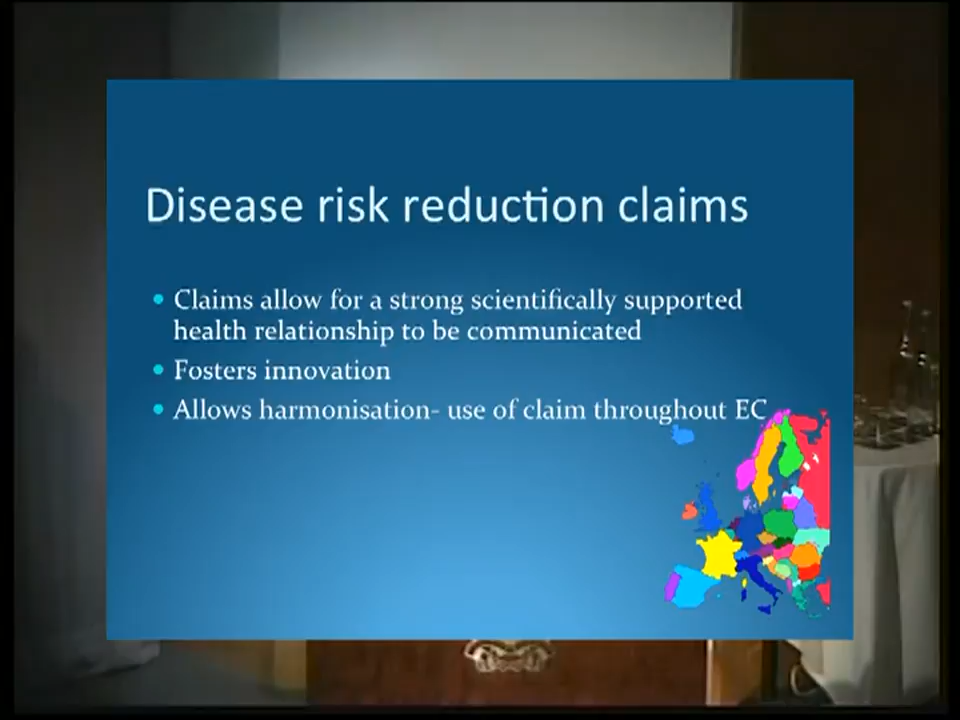 Disease risk reduction claims
• Claims allow for a strong scientifically supported
health relationship to be communicated
• Fosters innovation
• Allows harmonisation- use of claim throughout EC